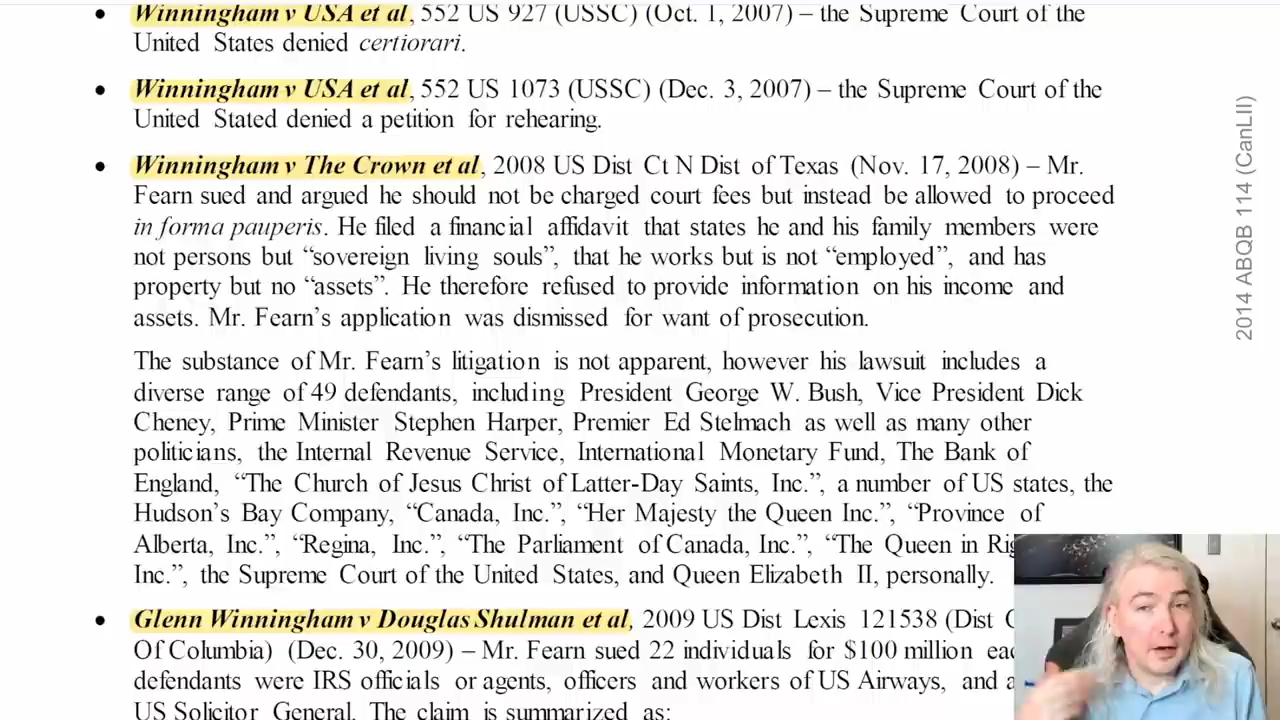 Winningham v USA et al, 552 US 927 (USSC) (Oct. 1, 2007) – the Supreme Court of the
United States denied certiorari.
Winningham v USA et al, 552 US 1073 (USSC) (Dec. 3, 2007) – the Supreme Court of the
United Stated denied a petition for rehearing.
Winningham v The Crown et al, 2008 US Dist Ct N Dist of Texas (Nov. 17, 2008) – Mr.
Fearn sued and argued he should not be charged court fees but instead be allowed to proceed
in forma pauperis. He filed a financial affidavit that states he and his family members were
not persons but “sovereign living souls”, that he works but is not “employed”, and has
property but no “assets”. He therefore refused to provide information on his income and
assets. Mr. Fearn’s application was dismissed for want of prosecution.
The substance of Mr. Fearn’s litigation is not apparent, however his lawsuit includes a
diverse range of 49 defendants, including President George W. Bush, Vice President Dick
Cheney, Prime Minister Stephen Harper, Premier Ed Stelmach as well as many other
politicians, the Internal Revenue Service, International Monetary Fund, The Bank of
England, “The Church of Jesus Christ of Latter-Day Saints, Inc.”, a number of US states, the
Hudson’s Bay Company, “Canada, Inc.”, “Her Majesty the Queen Inc.”, “Province of
Alberta, Inc.”, “Regina, Inc.”, “The Parliament of Canada, Inc.”, “The Queen in
Inc.”, the Supreme Court of the United States, and Queen Elizabeth II, personally.
Glenn Winningham v Douglas Shulman et al, 2009 US Dist Lexis 121538 (Dist
Of Columbia) (Dec. 30, 2009) – Mr. Fearn sued 22 individuals for $100 million
defendants were IRS officials or agents, officers and workers of US Airways, and
US Solicitor General. The claim is summarized as:
2014 ABQB 114 (CanLII)